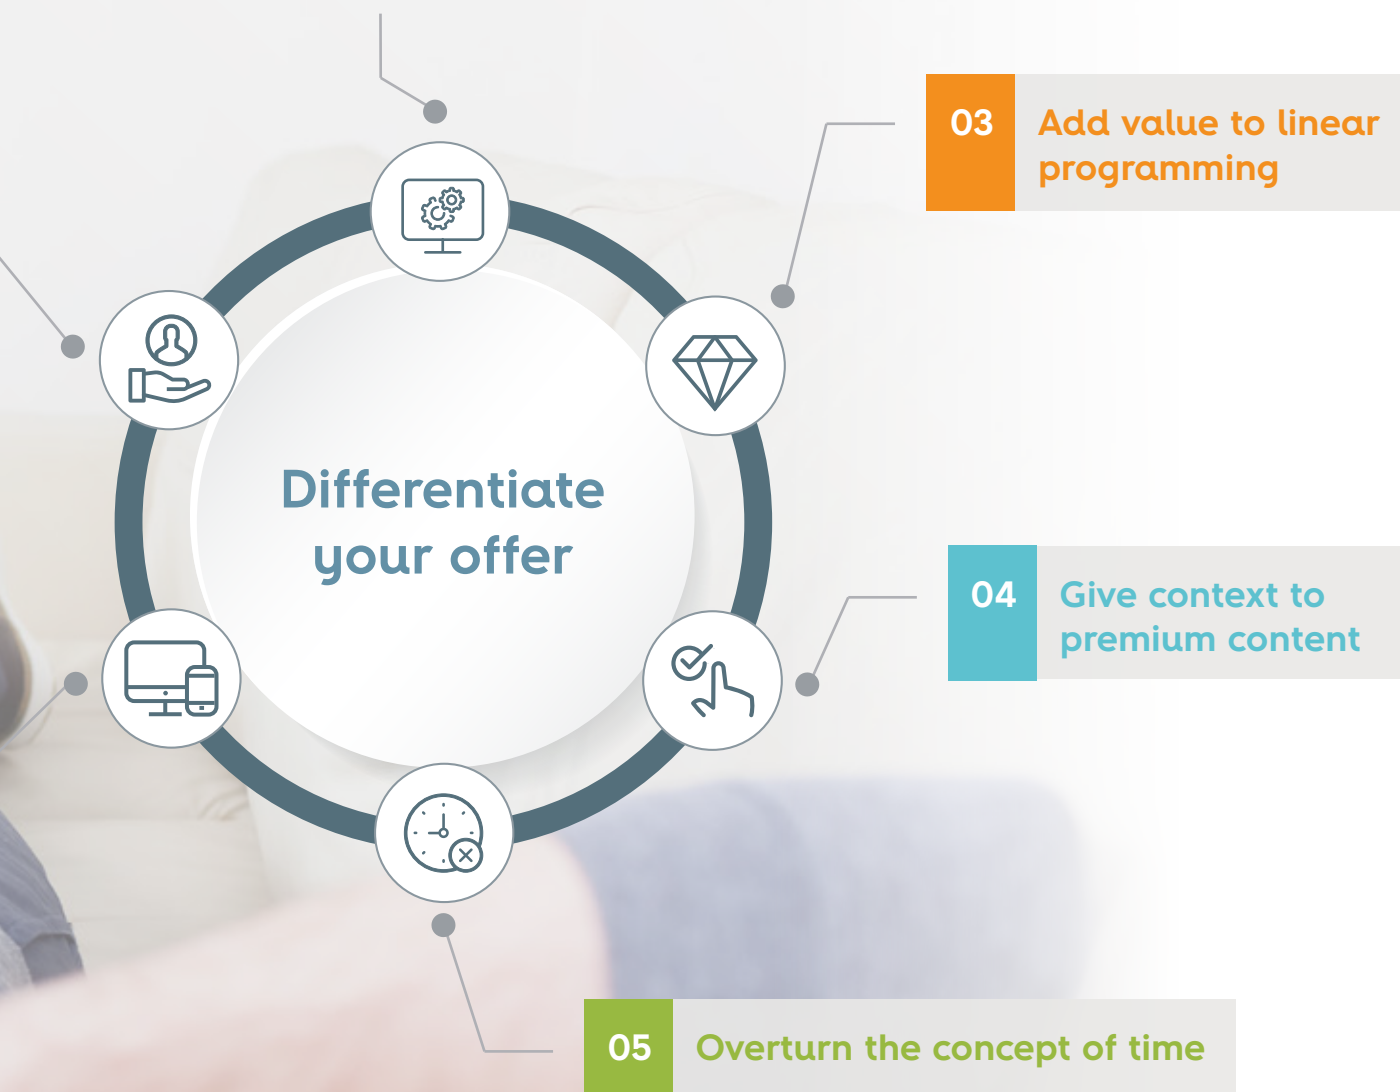 03
Add value to linear
programming
Differentiate
your offer
04
Give context to
premium content
05
Overturn the concept of time